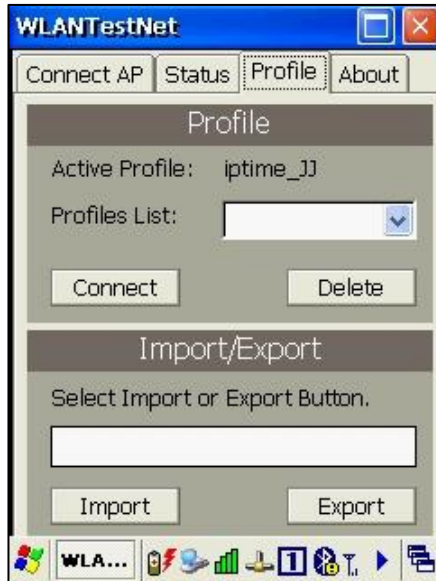 WLANTestNet
Connect AP Status Profile About
Profile
Active Profile: iptime_JJ
Profiles List:
Connect Delete
Import/Export
Select Import or Export Button.
Import Export
WLA... 1